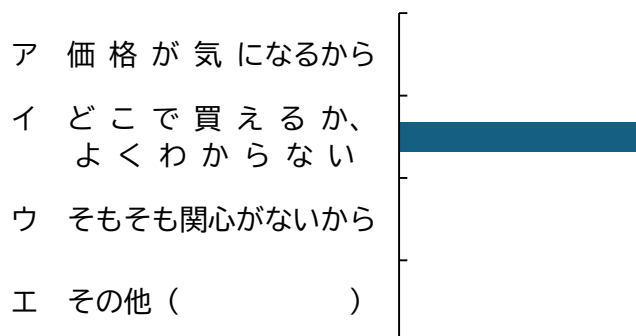 ア 価格が気になるから
イ どこで買えるか、
よくわからない
ウ そもそも関心がないから
エ その他（　　　　　　）